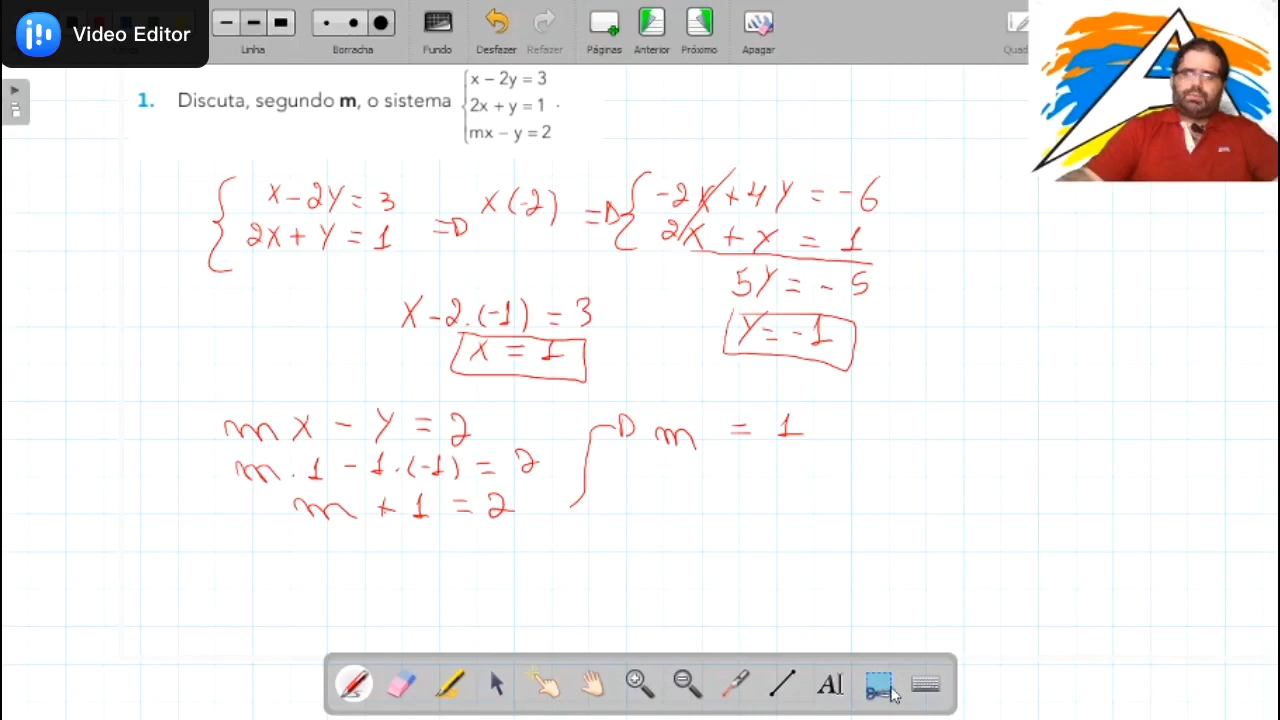 Video Editor
Linha
Borracha
Fundo
Desfazer
Refazer
Páginas
Anterior
Próximo
Apagar
Quad
1. Discuta, segundo m, o sistema { x – 2y = 3
2x + y = 1 .
mx – y = 2
x - 2y = 3
2x + y = 1
=D x(-2) =D
-2x + 4y = -6
2x + x = 1
5y = -5
y = -1
x - 2.(-1) = 3
x = 1
m x - y = 2
m . 1 - 1.(-1) = 2
m + 1 = 2
D m = 1
AI